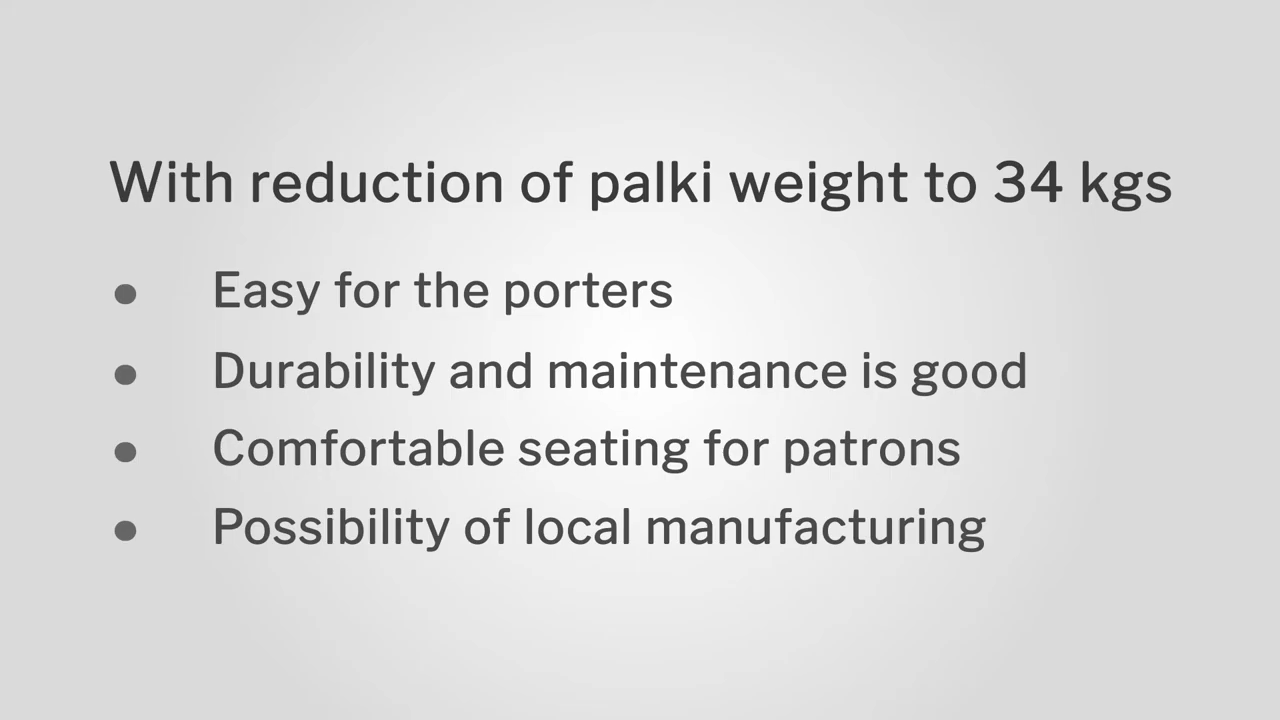 With reduction of palki weight to 34 kgs
● Easy for the porters
● Durability and maintenance is good
● Comfortable seating for patrons
● Possibility of local manufacturing